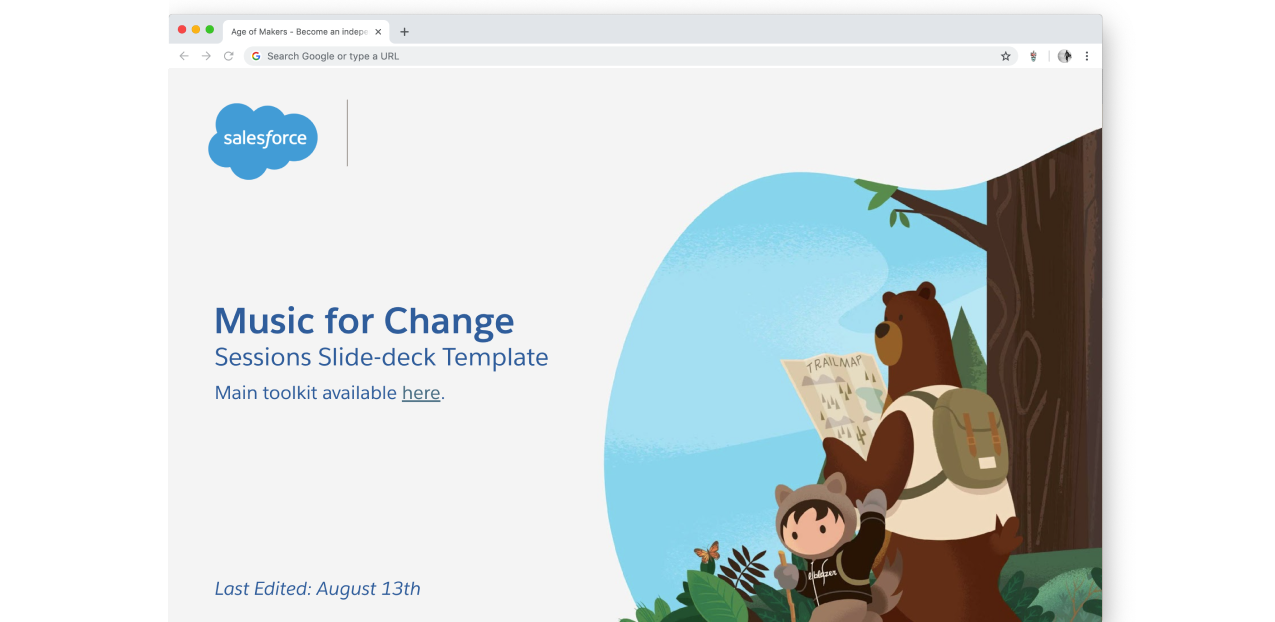 Age of Makers - Become an indepe
Search Google or type a URL
salesforce
Music for Change
Sessions Slide-deck Template
Main toolkit available here.
TRAILMAP
Last Edited: August 13th